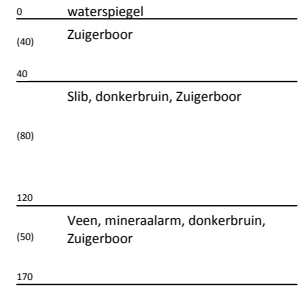 0 waterspiegel
(40) Zuigerboor
40
Slib, donkerbruin, Zuigerboor
(80)
120
Veen, mineraalarm, donkerbruin,
(50) Zuigerboor
170